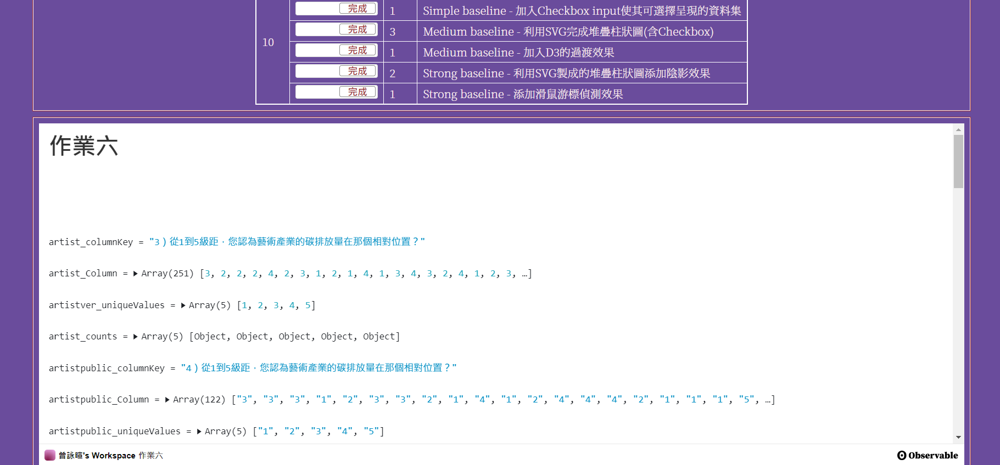 10
完成 1 Simple baseline - 加入Checkbox input使其可選擇呈現的資料集
完成 3 Medium baseline - 利用SVG完成堆疊柱狀圖(含Checkbox)
完成 1 Medium baseline - 加入D3的過渡效果
完成 2 Strong baseline - 利用SVG製成的堆疊柱狀圖添加陰影效果
完成 1 Strong baseline - 添加滑鼠游標偵測效果
作業六
artist_columnKey = "3）從1到5級距，您認為藝術產業的碳排放量在那個相對位置？"
artist_Column = ▶Array(251) [3, 2, 2, 2, 4, 2, 3, 1, 2, 1, 4, 1, 3, 4, 3, 2, 4, 1, 2, 3, …]
artistver_uniqueValues = ▶Array(5) [1, 2, 3, 4, 5]
artist_counts = ▶Array(5) [Object, Object, Object, Object, Object]
artistpublic_columnKey = "4）從1到5級距，您認為藝術產業的碳排放量在那個相對位置？"
artistpublic_Column = ▶Array(122) ["3", "3", "3", "1", "2", "3", "3", "2", "1", "4", "1", "2", "4", "4", "4", "2", "1", "1", "1", "5", …]
artistpublic_uniqueValues = ▶Array(5) ["1", "2", "3", "4", "5"]
曾詠暄's Workspace 作業六
Observable